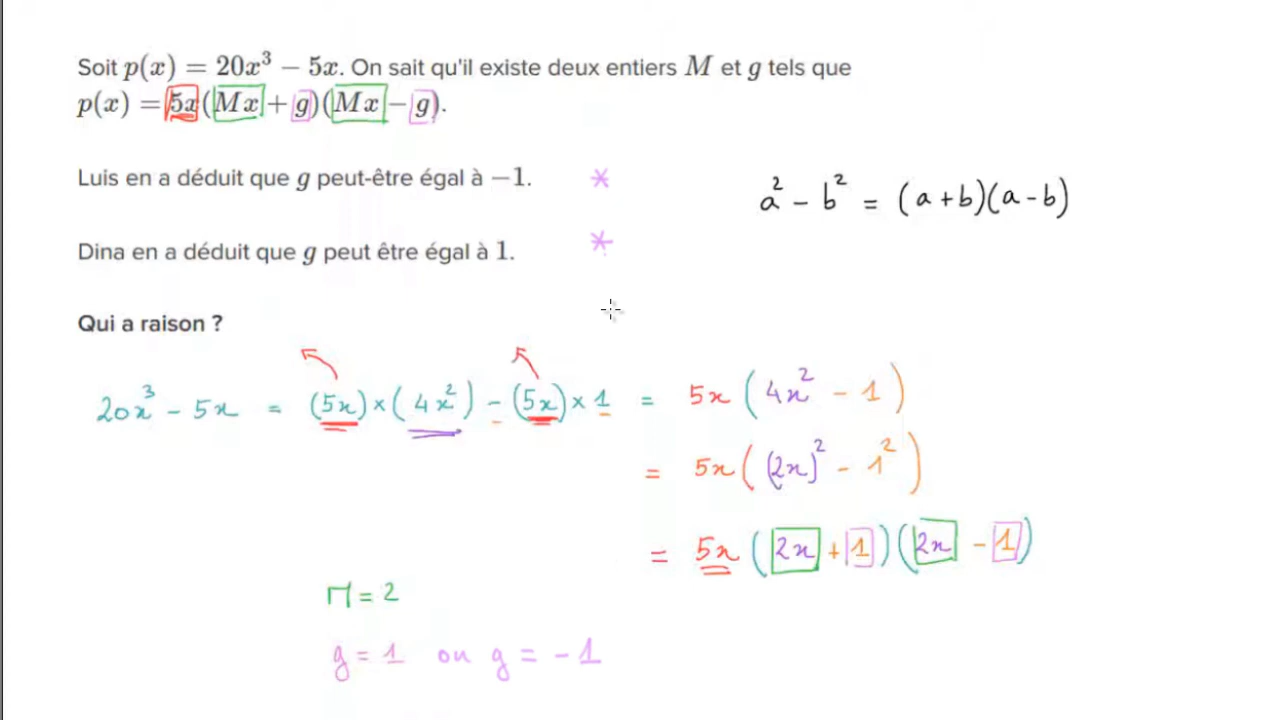 Soit p(x) = 20x³ − 5x. On sait qu'il existe deux entiers M et g tels que
p(x) = 5x(Mx + g)(Mx − g).
Luis en a déduit que g peut-être égal à −1. *
a² - b² = (a+b)(a-b)
Dina en a déduit que g peut être égal à 1. *
Qui a raison ?
20x³ - 5x = (5x)×(4x²) - (5x)×1 = 5x(4x² - 1)
= 5x((2x)² - 1²)
= 5x(2x + 1)(2x - 1)
M = 2
g = 1 ou g = -1